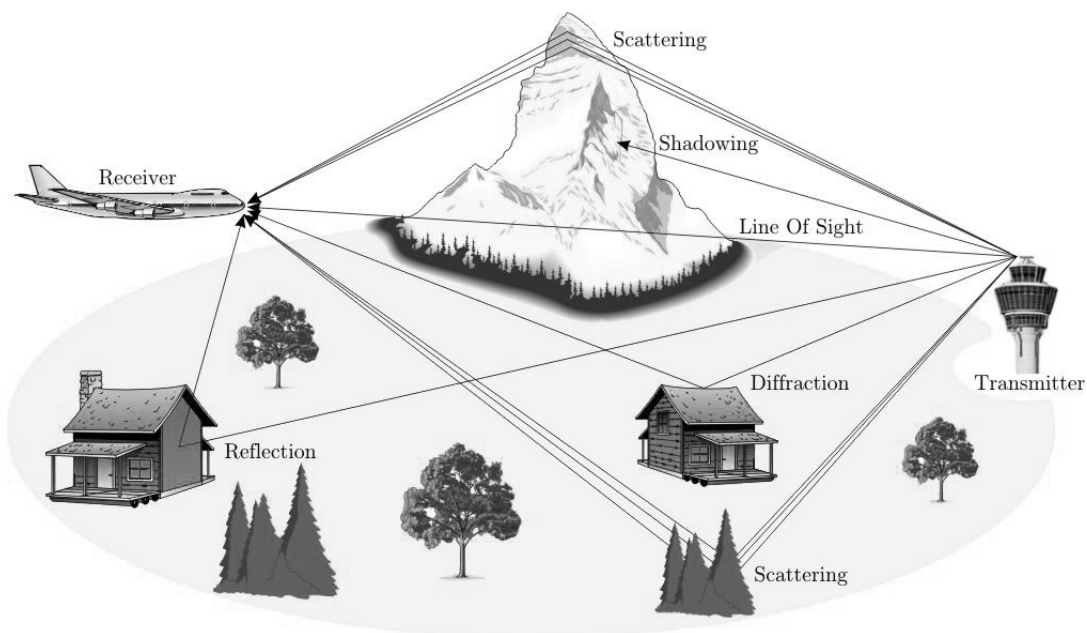 Scattering
Shadowing
Receiver
Line Of Sight
Diffraction
Transmitter
Reflection
Scattering